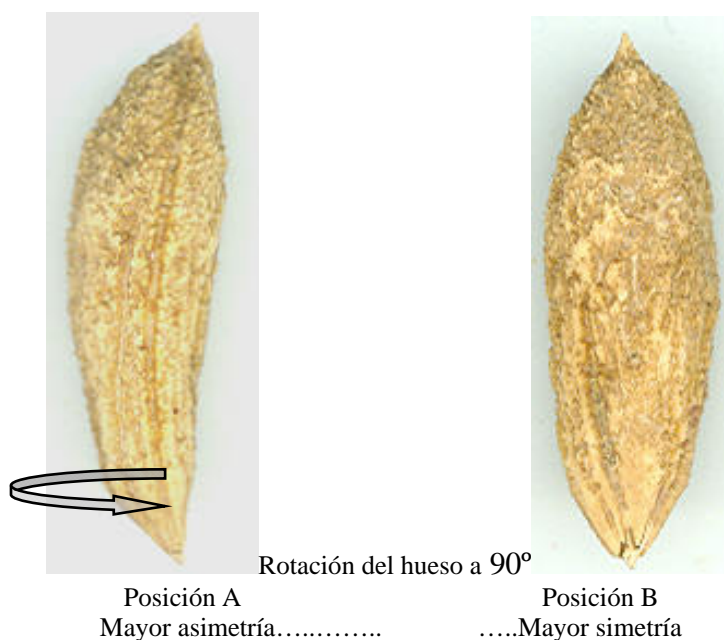 Rotación del hueso a 90º
Posición A Posición B
Mayor asimetría…..…….. …..Mayor simetría